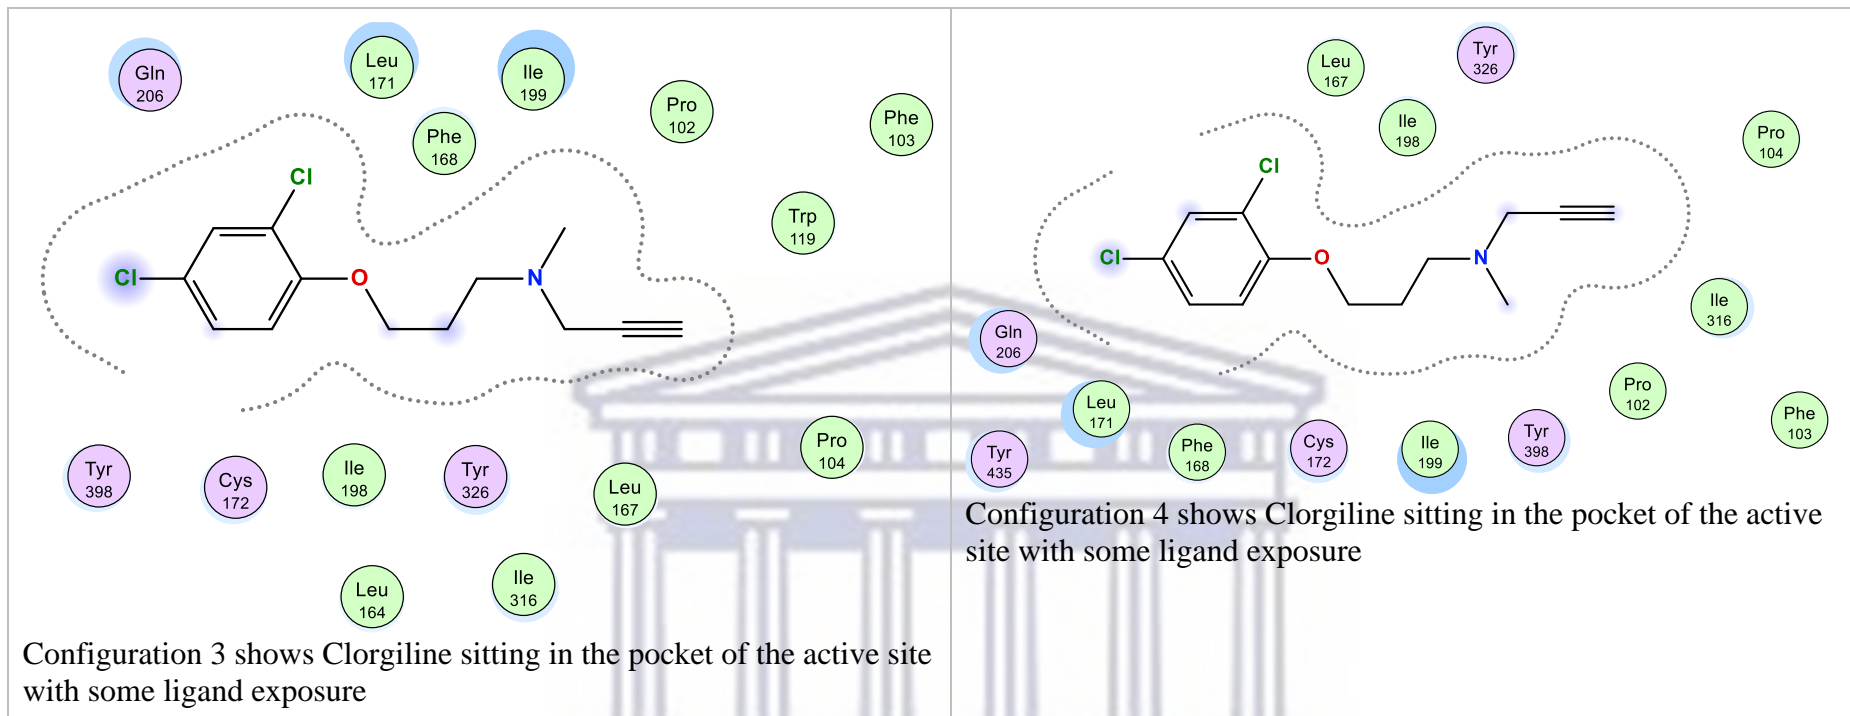 Gln
206
Leu
171
Ile
199
Phe
168
Pro
102
Phe
103
Trp
119
Cl
Cl
O
N
Tyr
398
Cys
172
Ile
198
Tyr
326
Leu
167
Pro
104
Leu
164
Ile
316
Configuration 3 shows Clorgiline sitting in the pocket of the active site
with some ligand exposure
Leu
167
Tyr
326
Ile
198
Pro
104
Cl
Cl
O
N
Ile
316
Gln
206
Leu
171
Tyr
435
Phe
168
Cys
172
Ile
199
Tyr
398
Pro
102
Phe
103
Configuration 4 shows Clorgiline sitting in the pocket of the active
site with some ligand exposure